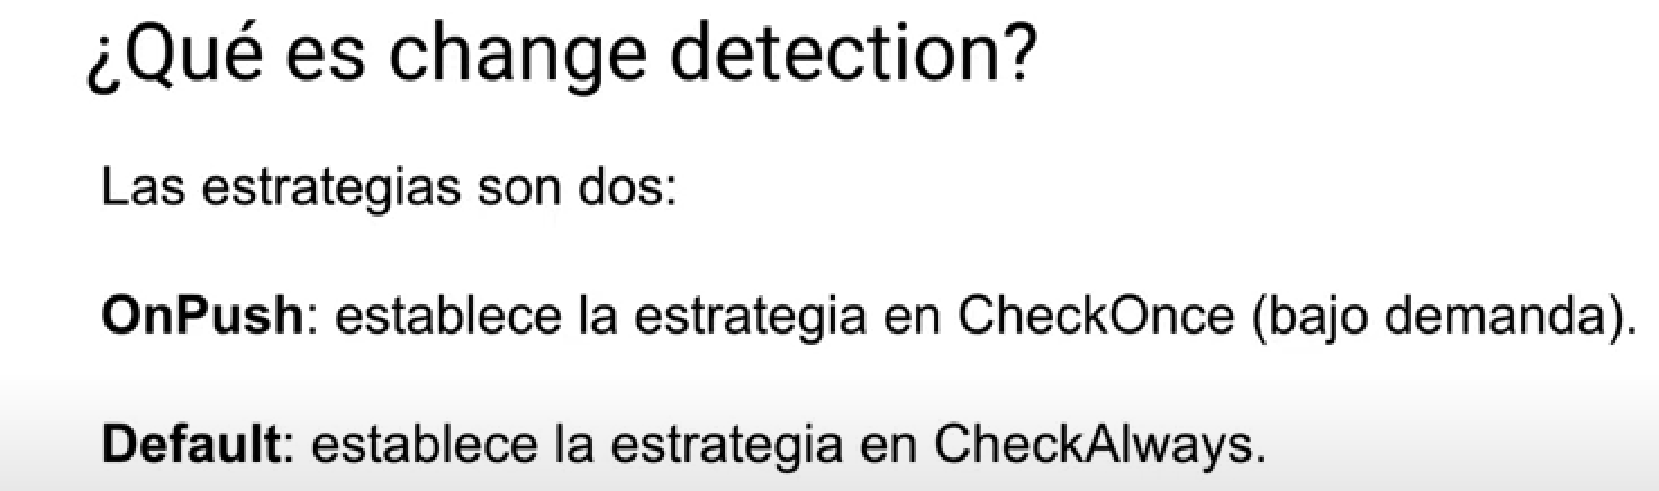 ¿Qué es change detection?
Las estrategias son dos:
OnPush: establece la estrategia en CheckOnce (bajo demanda).
Default: establece la estrategia en CheckAlways.